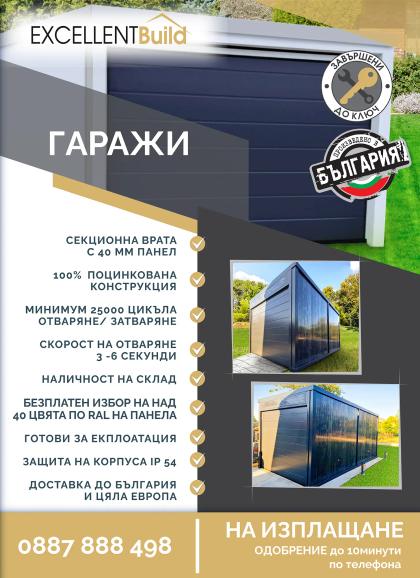 EXCELLENTBuild
ЗАВЪРШЕНИ
ДО КЛЮЧ
ГАРАЖИ
ПРОИЗВЕДЕНО В
БЪЛГАРИЯ
СЕКЦИОННА ВРАТА
С 40 ММ ПАНЕЛ
100% ПОЦИНКОВАНА
КОНСТРУКЦИЯ
МИНИМУМ 25000 ЦИКЪЛА
ОТВАРЯНЕ/ ЗАТВАРЯНЕ
СКОРОСТ НА ОТВАРЯНЕ
3 -6 СЕКУНДИ
НАЛИЧНОСТ НА СКЛАД
БЕЗПЛАТЕН ИЗБОР НА НАД
40 ЦВЯТА ПО RAL НА ПАНЕЛА
ГОТОВИ ЗА ЕКПЛОАТАЦИЯ
ЗАЩИТА НА КОРПУСА IP 54
ДОСТАВКА ДО БЪЛГАРИЯ
И ЦЯЛА ЕВРОПА
0887 888 498
НА ИЗПЛАЩАНЕ
ОДОБРЕНИЕ до 10минути
по телефона